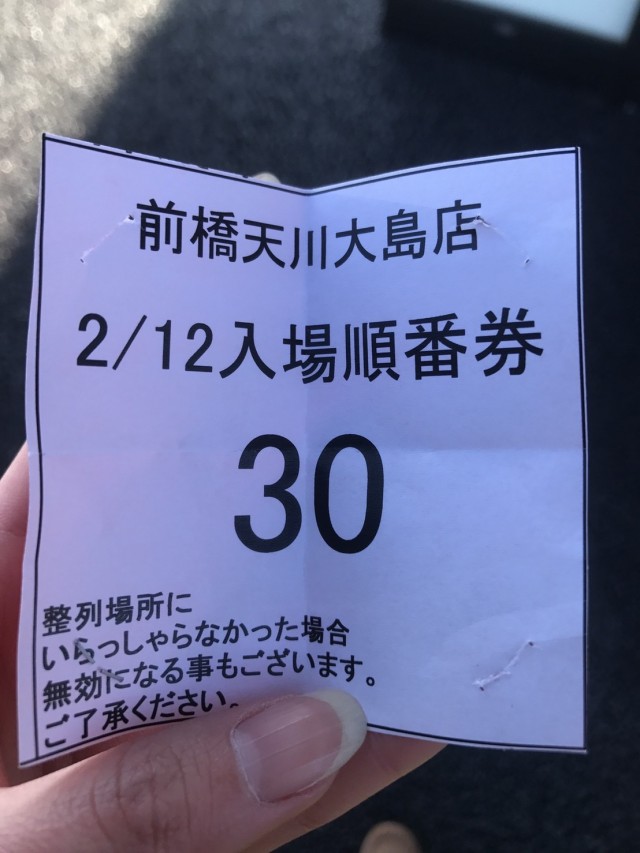 前橋天川大島店
2/12入場順番券
30
整列場所に
いらっしゃらなかった場合
無効になる事もございます。
ご了承ください。